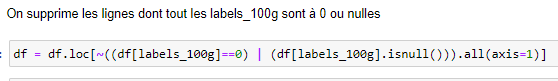 On supprime les lignes dont tout les labels_100g sont à 0 ou nulles
df = df.loc[~((df[labels_100g]==0) | (df[labels_100g].isnull())).all(axis=1)]